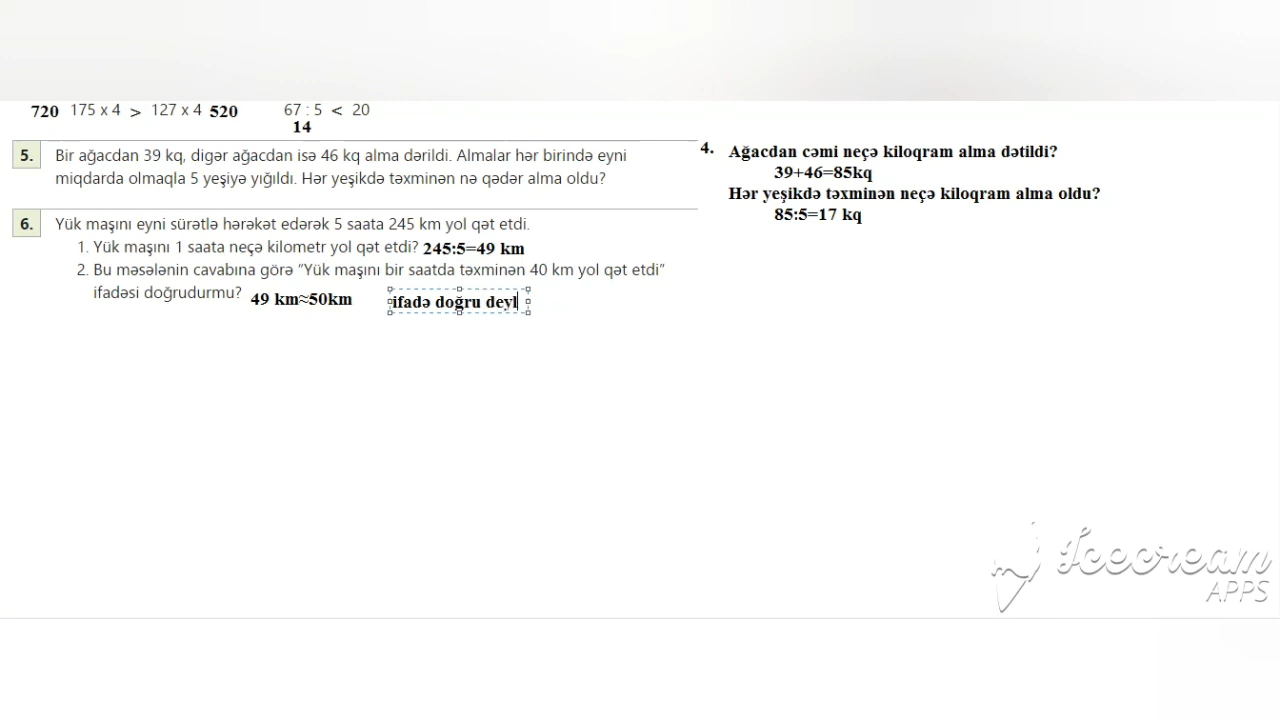 720 175 x 4 > 127 x 4 520 67 : 5 < 20
14
5. Bir ağacdan 39 kq, digər ağacdan isə 46 kq alma dərildi. Almalar hər birində eyni
miqdarda olmaqla 5 yeşiyə yığıldı. Hər yeşikdə təxminən nə qədər alma oldu?
4. Ağacdan cəmi neçə kiloqram alma dətildi?
39+46=85kq
Hər yeşikdə təxminən neçə kiloqram alma oldu?
85:5=17 kq
6. Yük maşını eyni sürətlə hərəkət edərək 5 saata 245 km yol qət etdi.
1. Yük maşını 1 saata neçə kilometr yol qət etdi? 245:5=49 km
2. Bu məsələnin cavabına görə “Yük maşını bir saatda təxminən 40 km yol qət etdi”
ifadəsi doğrudurmu? 49 km≈50km ifadə doğru deyl
Icecream
APPS